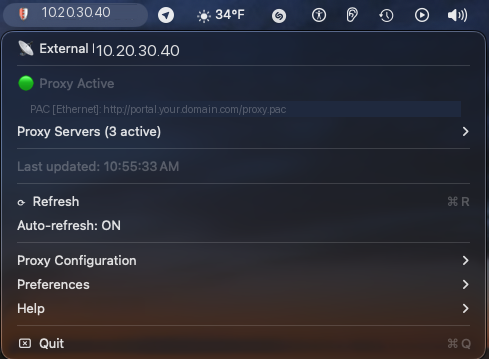 10.20.30.40 34°F
External I10.20.30.40
Proxy Active
PAC [Ethernet]: http://portal.your.domain.com/proxy.pac
Proxy Servers (3 active)
Last updated: 10:55:33 AM
Refresh ⌘ R
Auto-refresh: ON
Proxy Configuration
Preferences
Help
Quit ⌘ Q